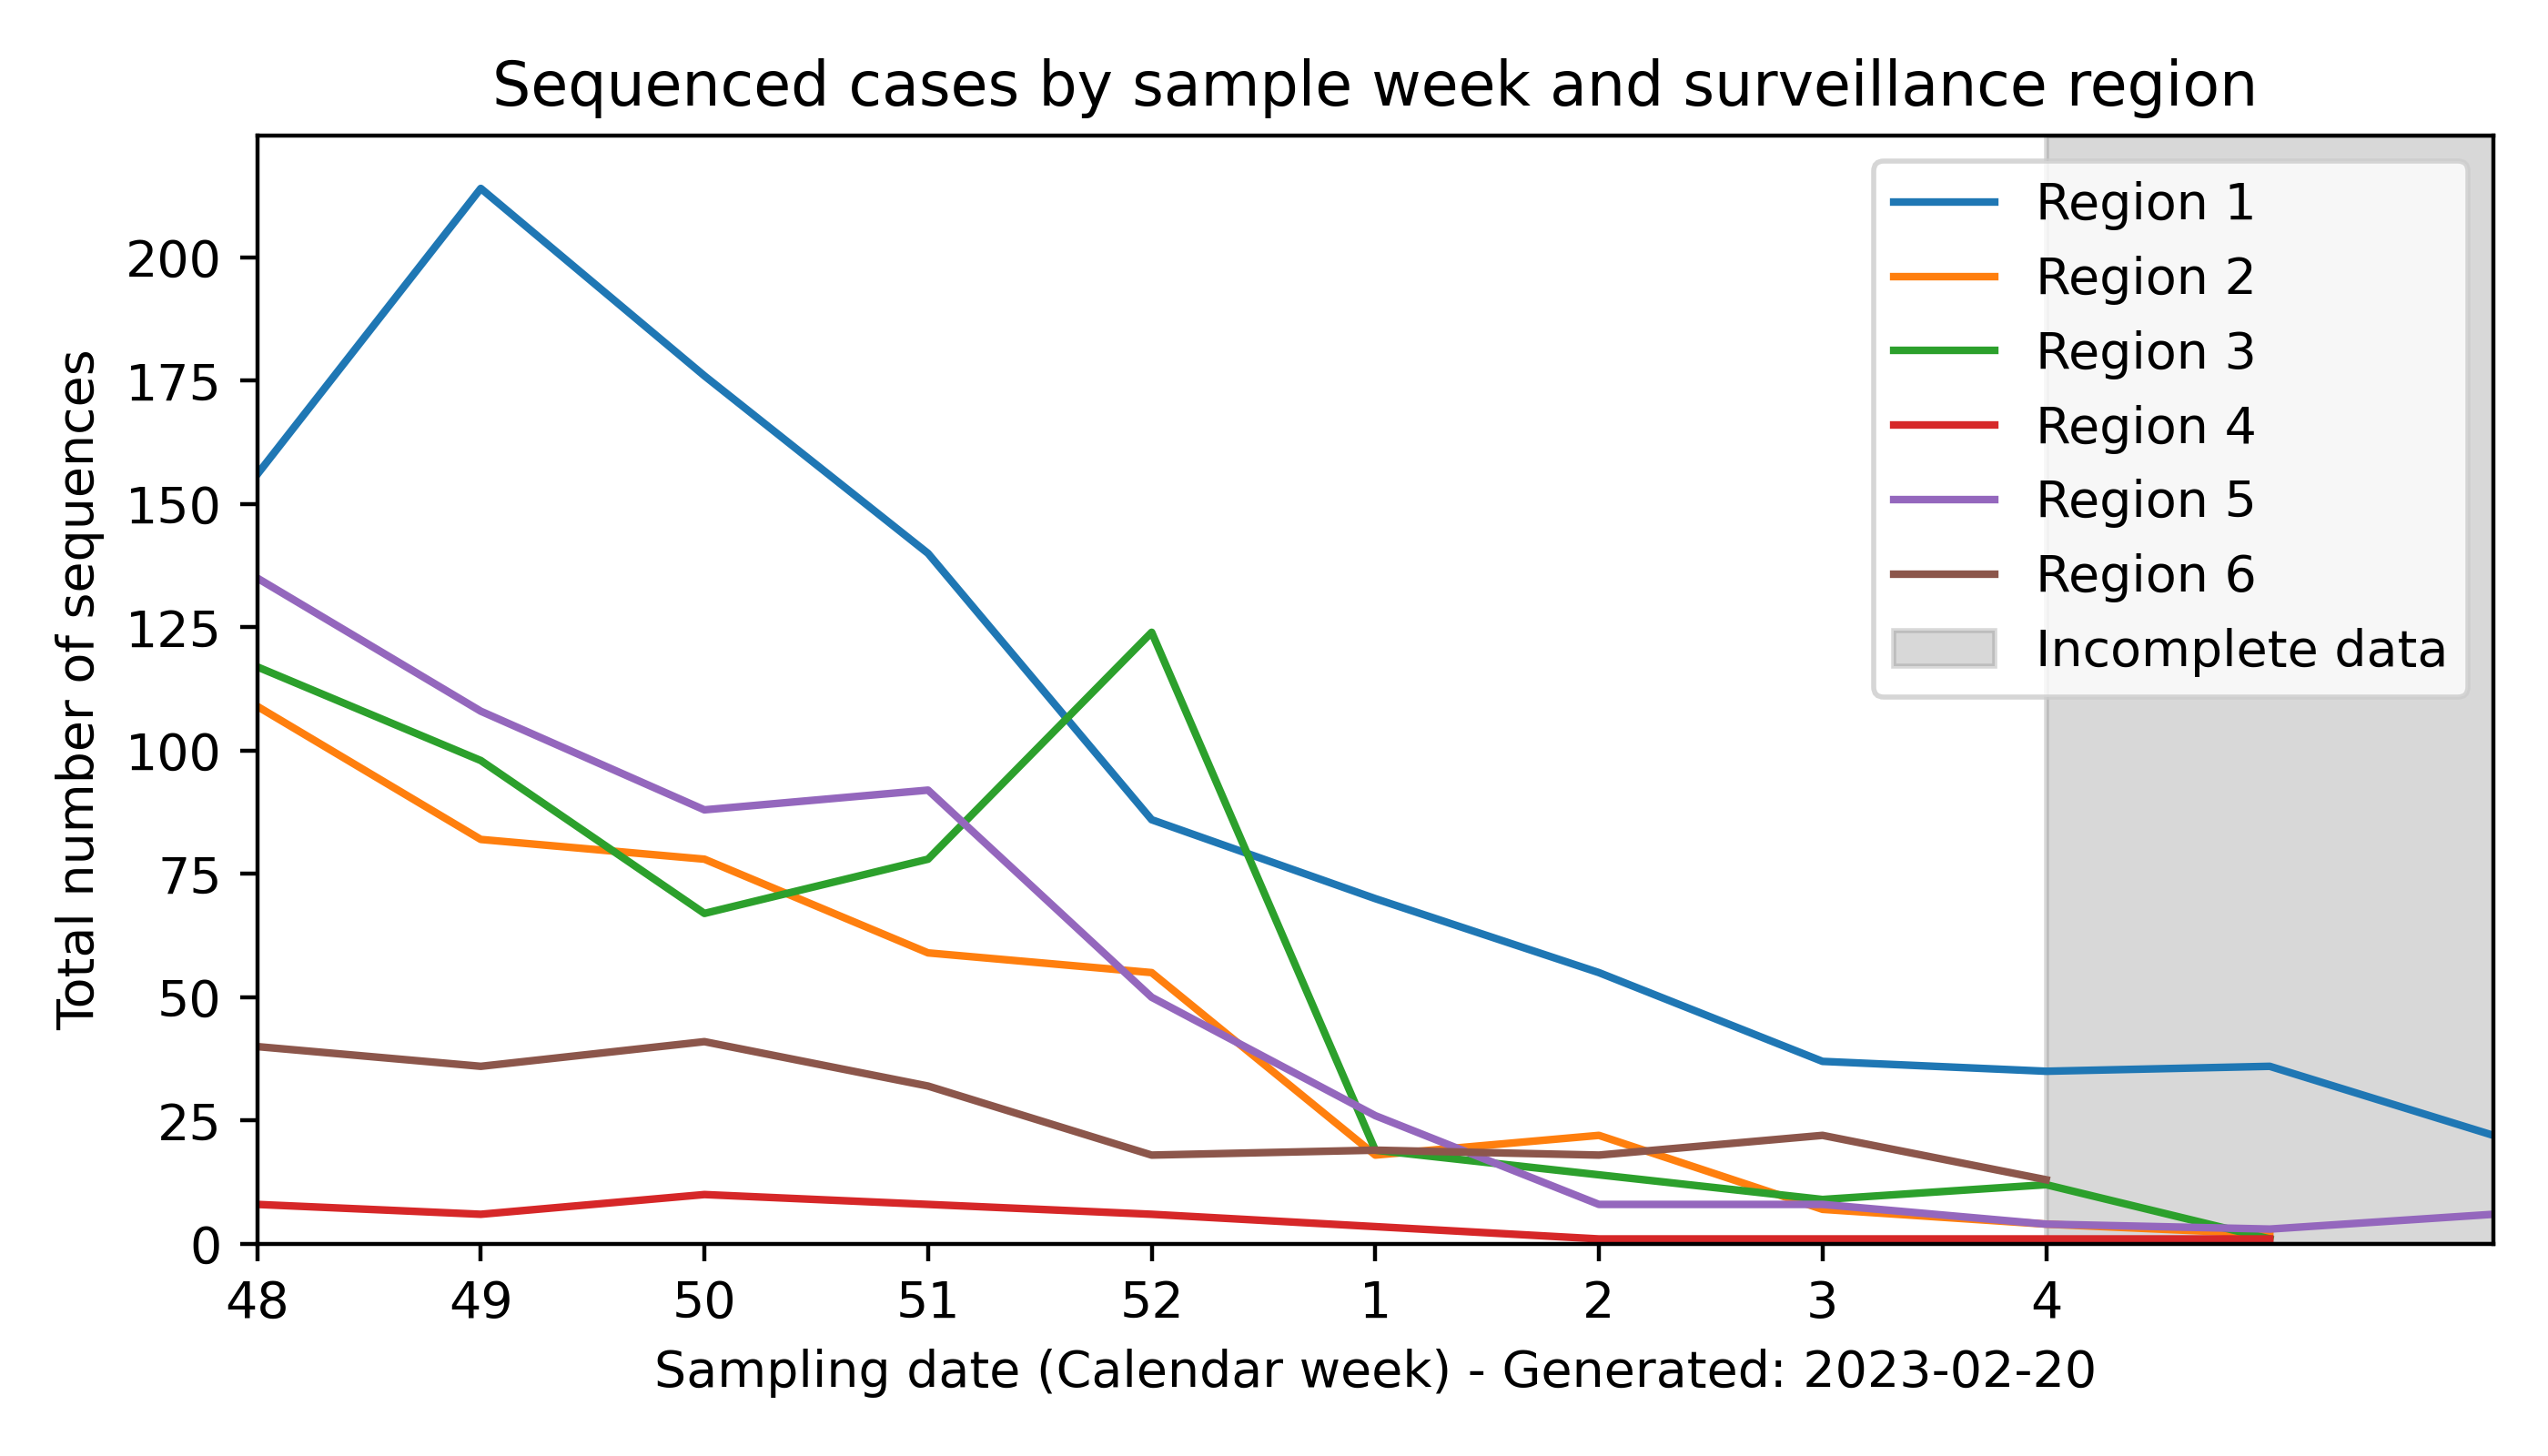 Sequenced cases by sample week and surveillance region
Total number of sequences
200
175
150
125
100
75
50
25
0
Region 1
Region 2
Region 3
Region 4
Region 5
Region 6
Incomplete data
48 49 50 51 52 1 2 3 4
Sampling date (Calendar week) - Generated: 2023-02-20